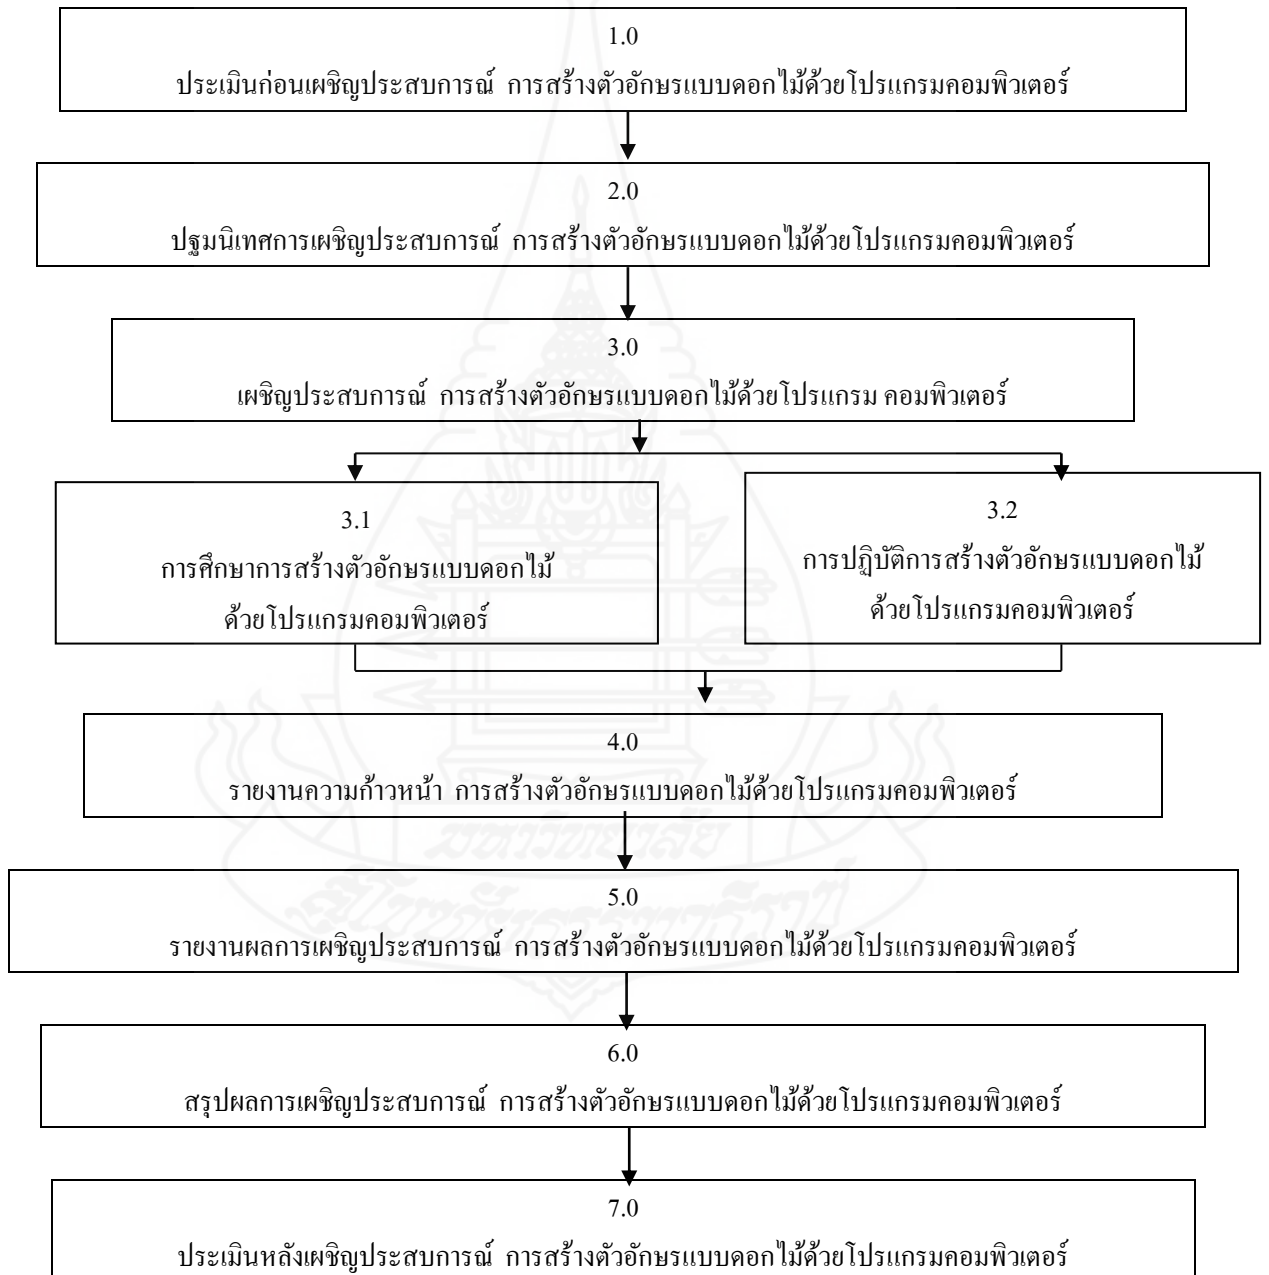 1.0
ประเมินก่อนเผชิญประสบการณ์ การสร้างตัวอักษรแบบดอกไม้ด้วยโปรแกรมคอมพิวเตอร์
2.0
ปฐมนิเทศการเผชิญประสบการณ์ การสร้างตัวอักษรแบบดอกไม้ด้วยโปรแกรมคอมพิวเตอร์
3.0
เผชิญประสบการณ์ การสร้างตัวอักษรแบบดอกไม้ด้วยโปรแกรม คอมพิวเตอร์
3.1
การศึกษาการสร้างตัวอักษรแบบดอกไม้
ด้วยโปรแกรมคอมพิวเตอร์
3.2
การปฏิบัติการสร้างตัวอักษรแบบดอกไม้
ด้วยโปรแกรมคอมพิวเตอร์
4.0
รายงานความก้าวหน้า การสร้างตัวอักษรแบบดอกไม้ด้วยโปรแกรมคอมพิวเตอร์
มหาวิทยาลัย
5.0
รายงานผลการเผชิญประสบการณ์ การสร้างตัวอักษรแบบดอกไม้ด้วยโปรแกรมคอมพิวเตอร์
สุโขทัยธรรมาธิราช
6.0
สรุปผลการเผชิญประสบการณ์ การสร้างตัวอักษรแบบดอกไม้ด้วยโปรแกรมคอมพิวเตอร์
7.0
ประเมินหลังเผชิญประสบการณ์ การสร้างตัวอักษรแบบดอกไม้ด้วยโปรแกรมคอมพิวเตอร์